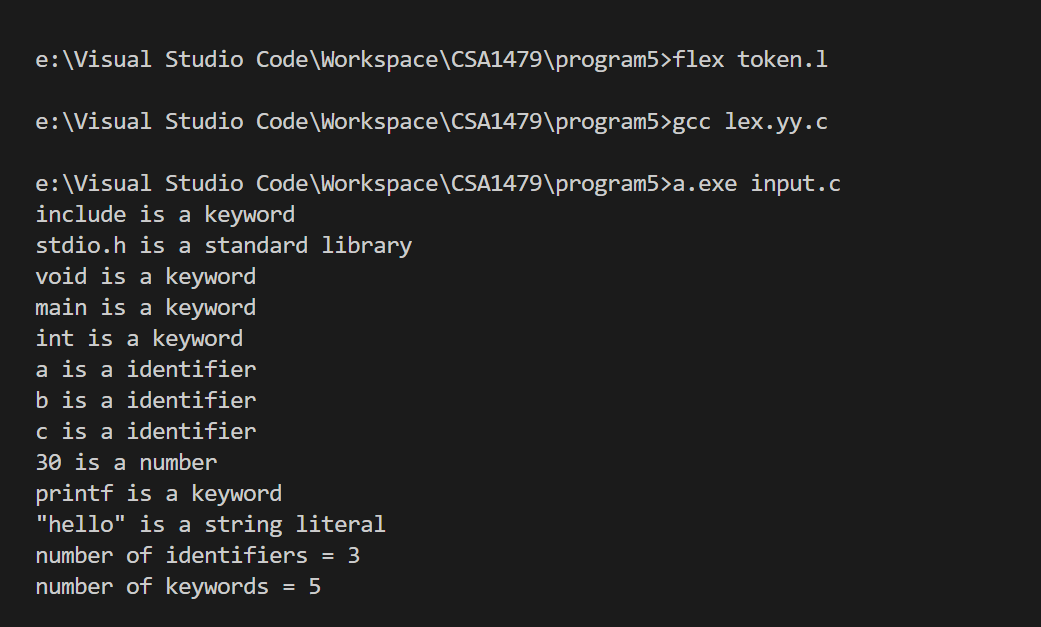 e:\Visual Studio Code\Workspace\CSA1479\program5>flex token.l
e:\Visual Studio Code\Workspace\CSA1479\program5>gcc lex.yy.c
e:\Visual Studio Code\Workspace\CSA1479\program5>a.exe input.c
include is a keyword
stdio.h is a standard library
void is a keyword
main is a keyword
int is a keyword
a is a identifier
b is a identifier
c is a identifier
30 is a number
printf is a keyword
"hello" is a string literal
number of identifiers = 3
number of keywords = 5